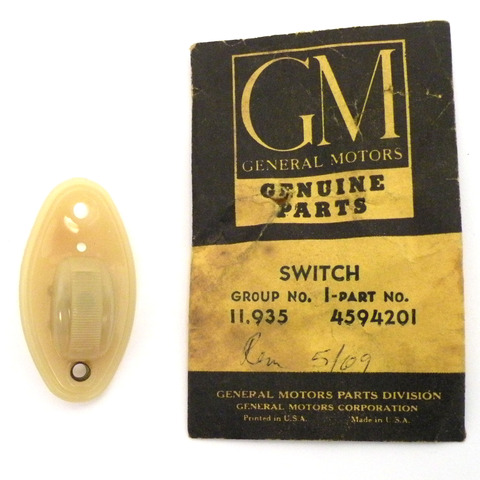 GM
GENERAL MOTORS
GENUINE
PARTS
SWITCH
GROUP NO. 1-PART NO.
11.935 4594201
5/09
GENERAL MOTORS PARTS DIVISION
GENERAL MOTORS CORPORATION
Printed in U.S.A. Made in U.S.A.